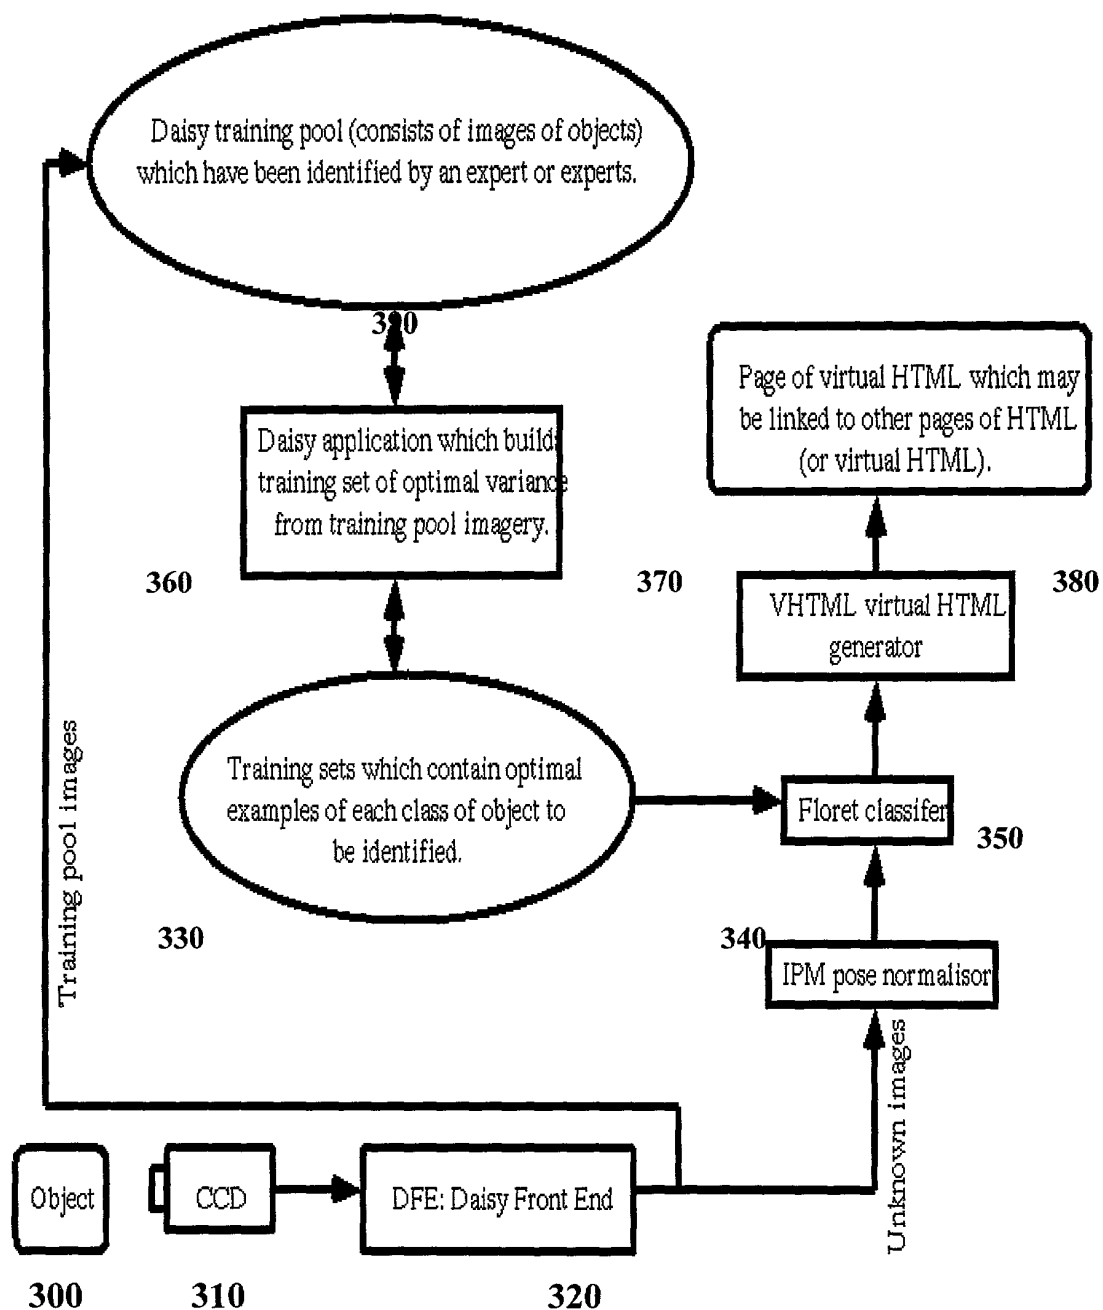 Daisy training pool (consists of images of objects)
which have been identified by an expert or experts.
390
Page of virtual HTML which may
be linked to other pages of HTML
(or virtual HTML).
Daisy application which build
training set of optimal variance
from training pool imagery.
360
370
380
VHTML virtual HTML
generator
Training pool images
Training sets which contain optimal
examples of each class of object to
be identified.
Floret classifer
350
330
340
IPM pose normalisor
Unknown images
Object
CCD
DFE: Daisy Front End
300
310
320